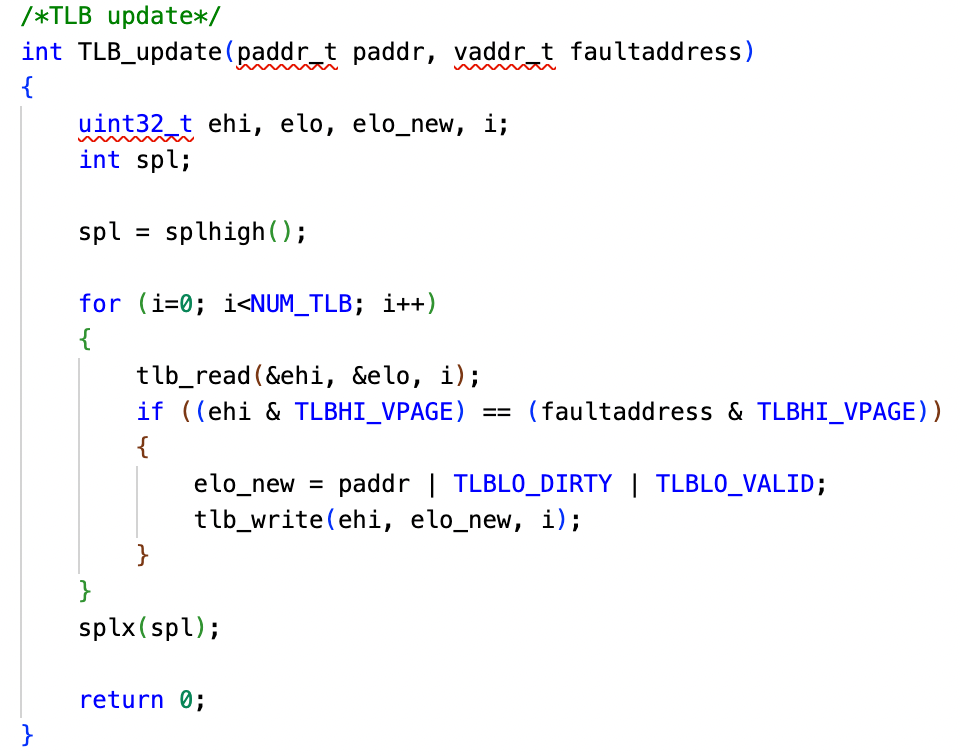 /*TLB update*/
int TLB_update(paddr_t paddr, vaddr_t faultaddress)
{
    uint32_t ehi, elo, elo_new, i;
    int spl;

    spl = splhigh();

    for (i=0; i<NUM_TLB; i++)
    {
        tlb_read(&ehi, &elo, i);
        if ((ehi & TLBHI_VPAGE) == (faultaddress & TLBHI_VPAGE))
        {
            elo_new = paddr | TLBLO_DIRTY | TLBLO_VALID;
            tlb_write(ehi, elo_new, i);
        }
    }
    splx(spl);

    return 0;
}